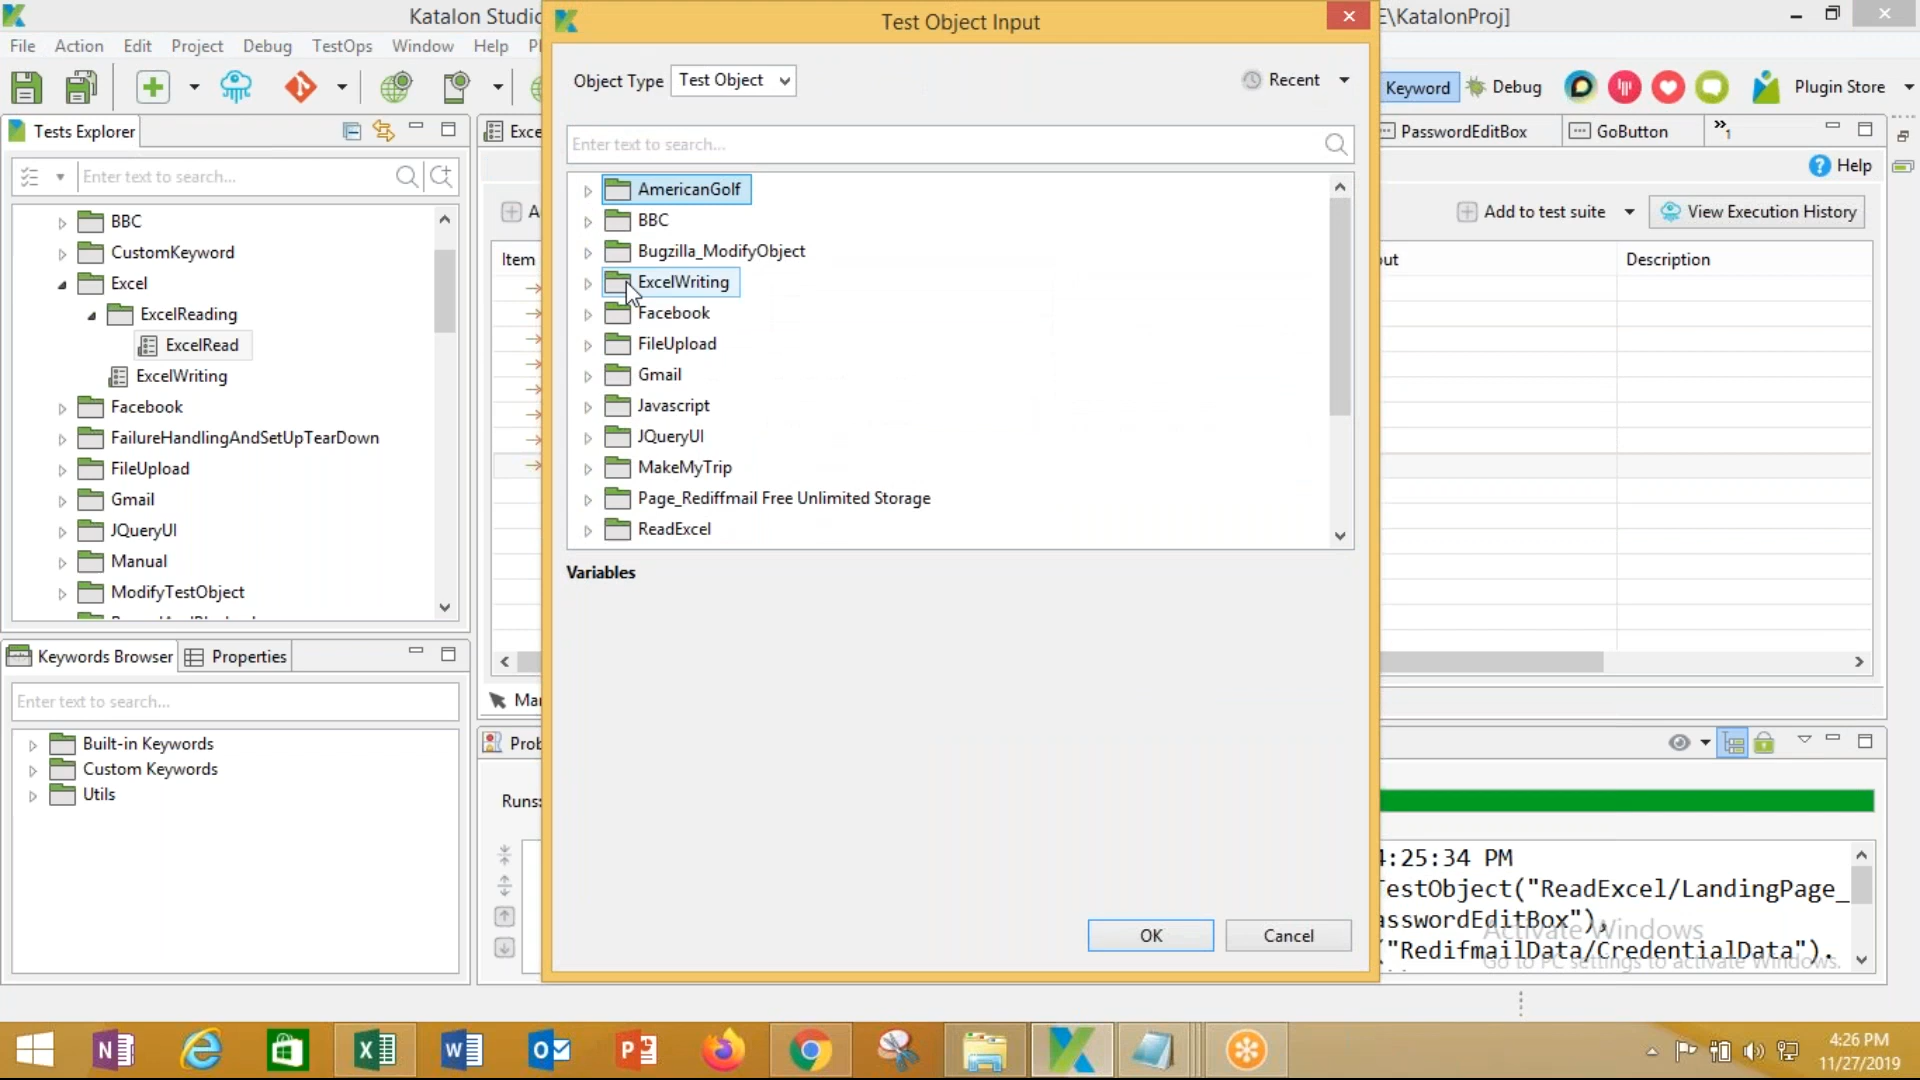 Katalon Studio
Test Object Input
E\KatalonProj]
File Action Edit Project Debug TestOps Window Help
Object Type Test Object
Recent
Keyword Debug Plugin Store
Tests Explorer
Enter text to search...
PasswordEditBox
GoButton
Help
Enter text to search...
Add to test suite
View Execution History
BBC
CustomKeyword
Excel
ExcelReading
ExcelRead
ExcelWriting
Facebook
FailureHandlingAndSetUpTearDown
FileUpload
Gmail
JQueryUI
Manual
ModifyTestObject
Item
Description
AmericanGolf
BBC
Bugzilla_ModifyObject
ExcelWriting
Facebook
FileUpload
Gmail
Javascript
JQueryUI
MakeMyTrip
Page_Rediffmail Free Unlimited Storage
ReadExcel
Variables
Keywords Browser
Properties
Enter text to search...
Built-in Keywords
Custom Keywords
Utils
Runs:
4:25:34 PM
TestObject("ReadExcel/LandingPage_
asswordEditBox"),
("RedifmailData/CredentialData").
Activate Windows
Go to PC settings to activate Windows.
OK
Cancel
4:26 PM
11/27/2019